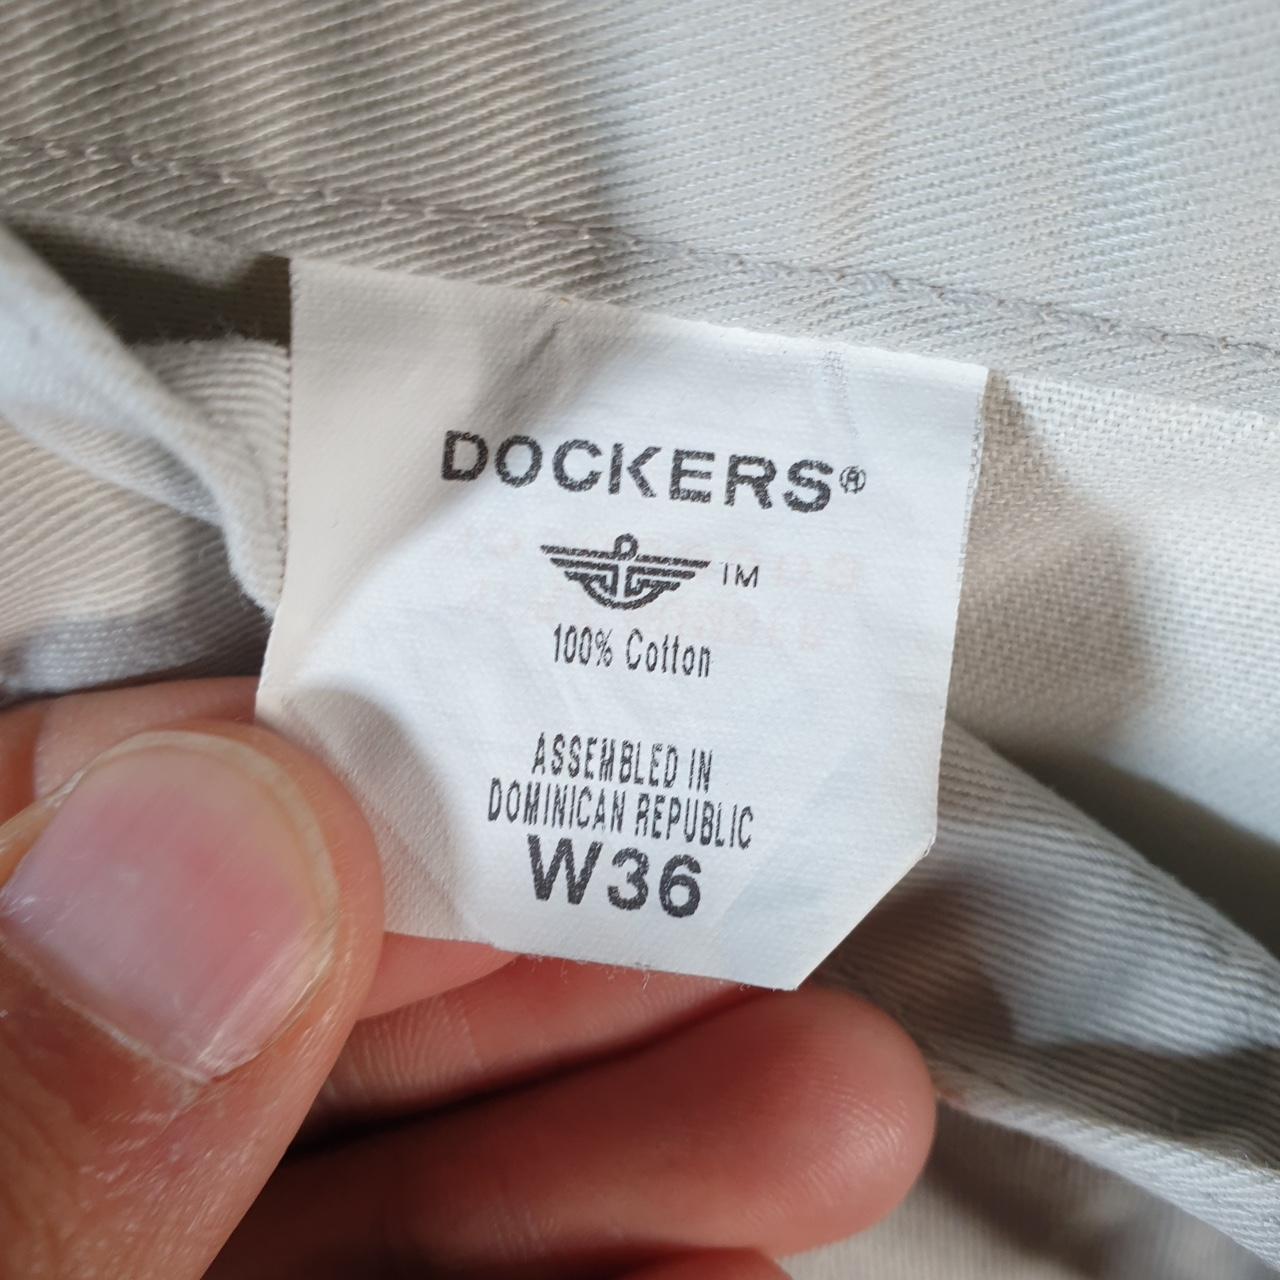 DOCKERS®
™
100% Cotton
ASSEMBLED IN
DOMINICAN REPUBLIC
W36